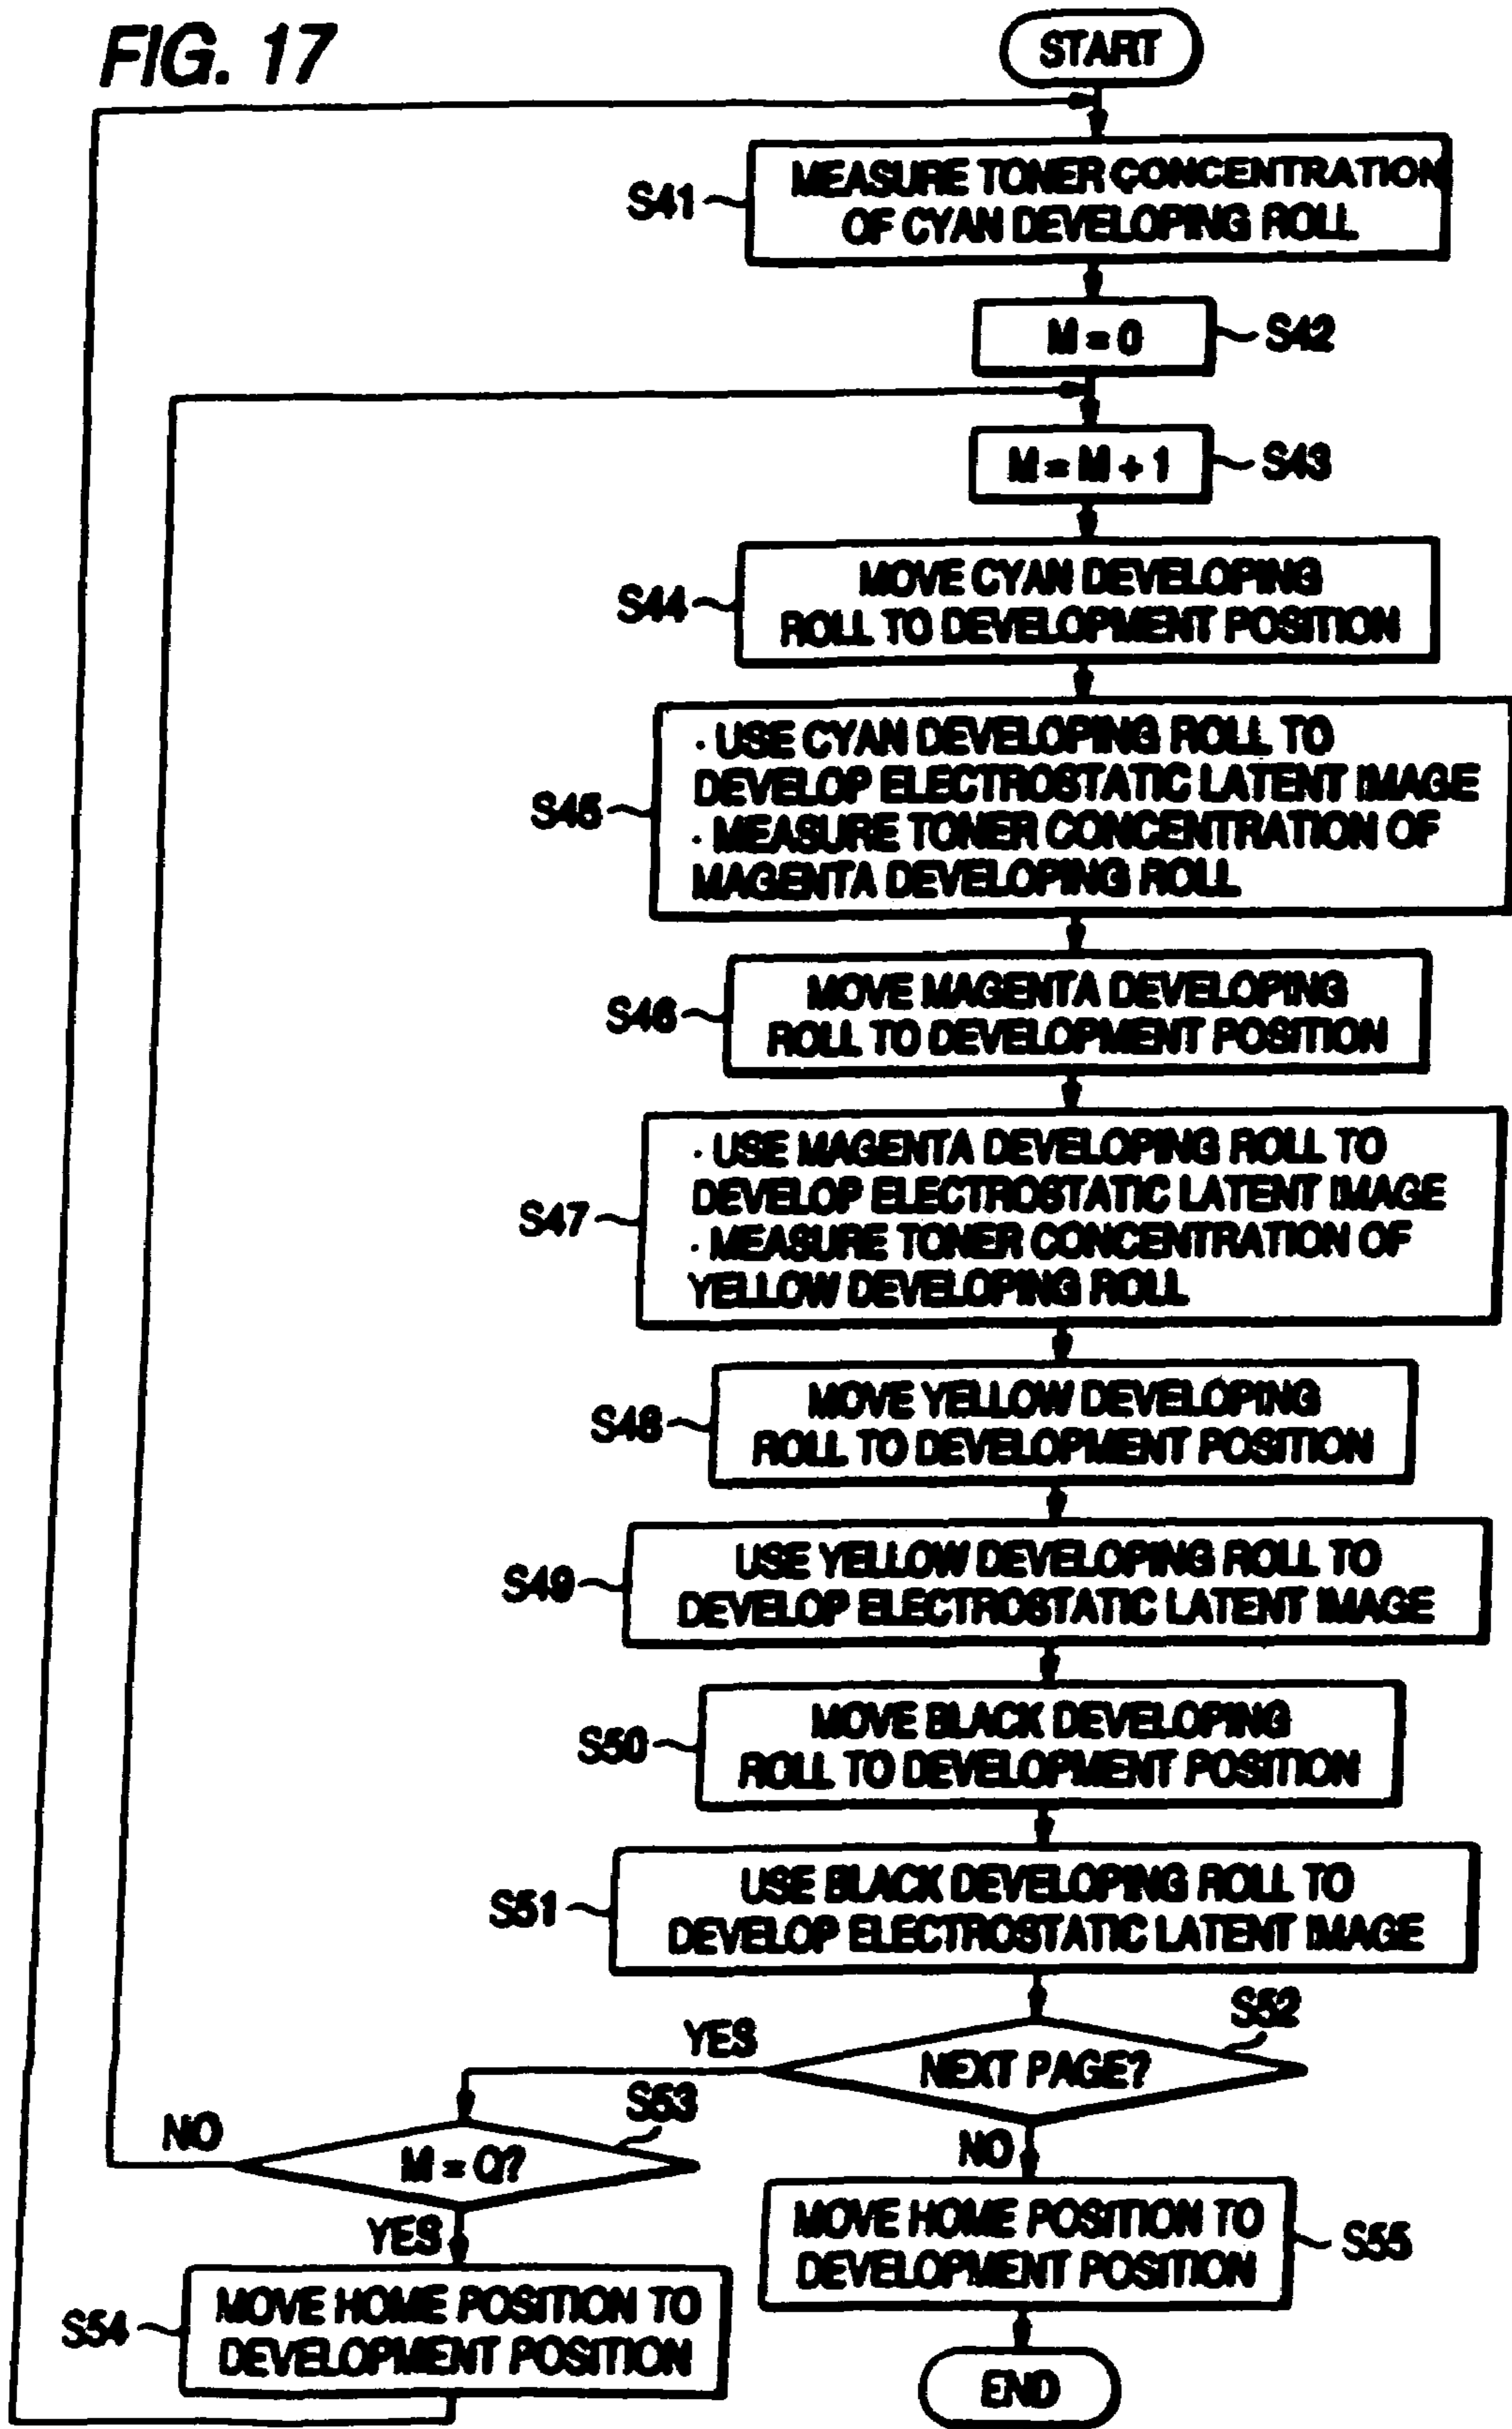 FIG. 17
START
S41
MEASURE TONER CONCENTRATION
OF CYAN DEVELOPING ROLL
M = 0
S42
M = M + 1
S43
S44
MOVE CYAN DEVELOPING
ROLL TO DEVELOPMENT POSITION
S45
· USE CYAN DEVELOPING ROLL TO
DEVELOP ELECTROSTATIC LATENT IMAGE
· MEASURE TONER CONCENTRATION OF
MAGENTA DEVELOPING ROLL
S46
MOVE MAGENTA DEVELOPING
ROLL TO DEVELOPMENT POSITION
S47
· USE MAGENTA DEVELOPING ROLL TO
DEVELOP ELECTROSTATIC LATENT IMAGE
· MEASURE TONER CONCENTRATION OF
YELLOW DEVELOPING ROLL
S48
MOVE YELLOW DEVELOPING
ROLL TO DEVELOPMENT POSITION
S49
USE YELLOW DEVELOPING ROLL TO
DEVELOP ELECTROSTATIC LATENT IMAGE
S50
MOVE BLACK DEVELOPING
ROLL TO DEVELOPMENT POSITION
S51
USE BLACK DEVELOPING ROLL TO
DEVELOP ELECTROSTATIC LATENT IMAGE
S52
NEXT PAGE?
YES
NO
S53
M = Q?
NO
YES
S54
MOVE HOME POSITION TO
DEVELOPMENT POSITION
MOVE HOME POSITION TO
DEVELOPMENT POSITION
S55
END